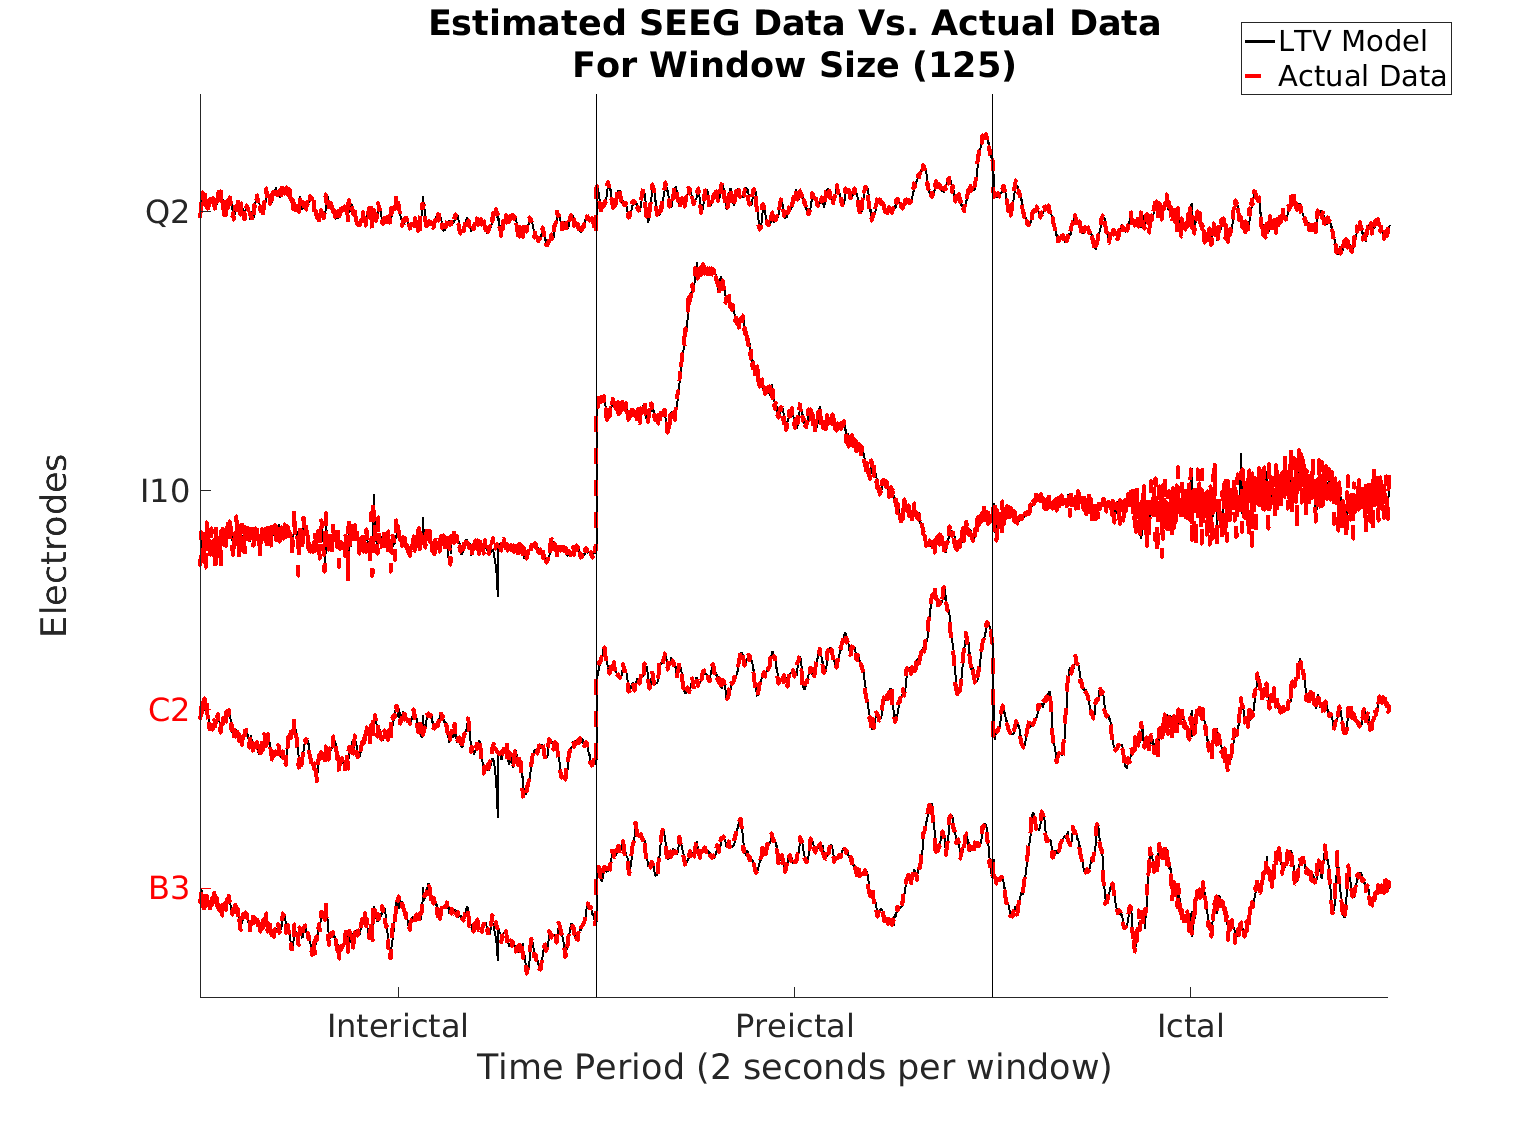 Estimated SEEG Data Vs. Actual Data
For Window Size (125)
LTV Model
Actual Data
Electrodes
Q2
I10
C2
B3
Interictal
Preictal
Ictal
Time Period (2 seconds per window)